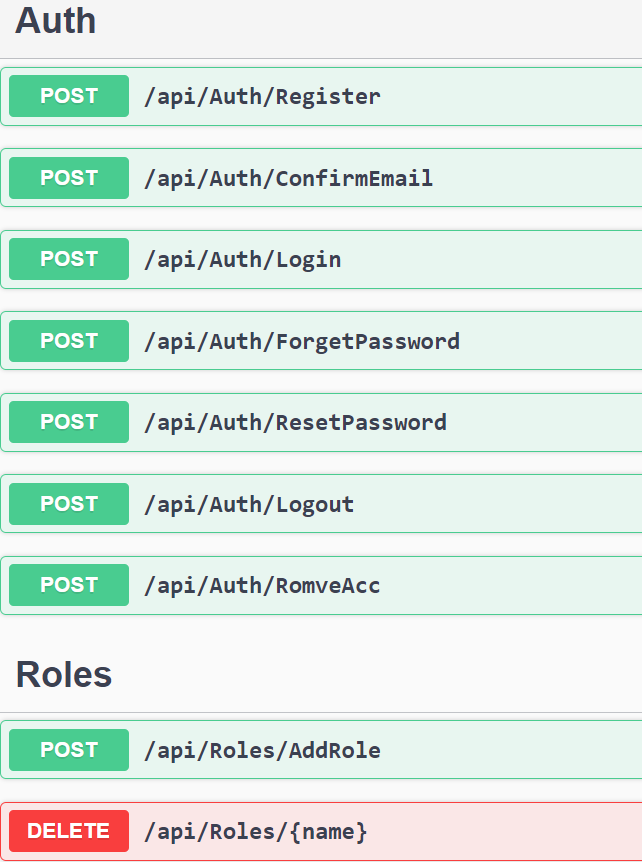 Auth
POST /api/Auth/Register
POST /api/Auth/ConfirmEmail
POST /api/Auth/Login
POST /api/Auth/ForgetPassword
POST /api/Auth/ResetPassword
POST /api/Auth/Logout
POST /api/Auth/RomveAcc
Roles
POST /api/Roles/AddRole
DELETE /api/Roles/{name}